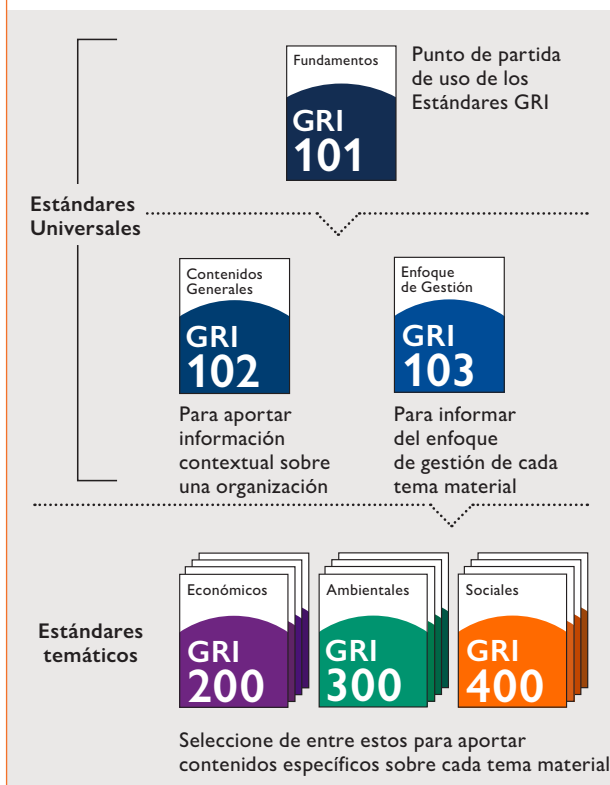 Fundamentos
GRI
101
Punto de partida
de uso de los
Estándares GRI
Estándares
Universales
Contenidos
Generales
GRI
102
Para aportar
información
contextual sobre
una organización
Enfoque
de Gestión
GRI
103
Para informar
del enfoque
de gestión de cada
tema material
Estándares
temáticos
Económicos
GRI
200
Ambientales
GRI
300
Sociales
GRI
400
Seleccione de entre estos para aportar
contenidos específicos sobre cada tema material